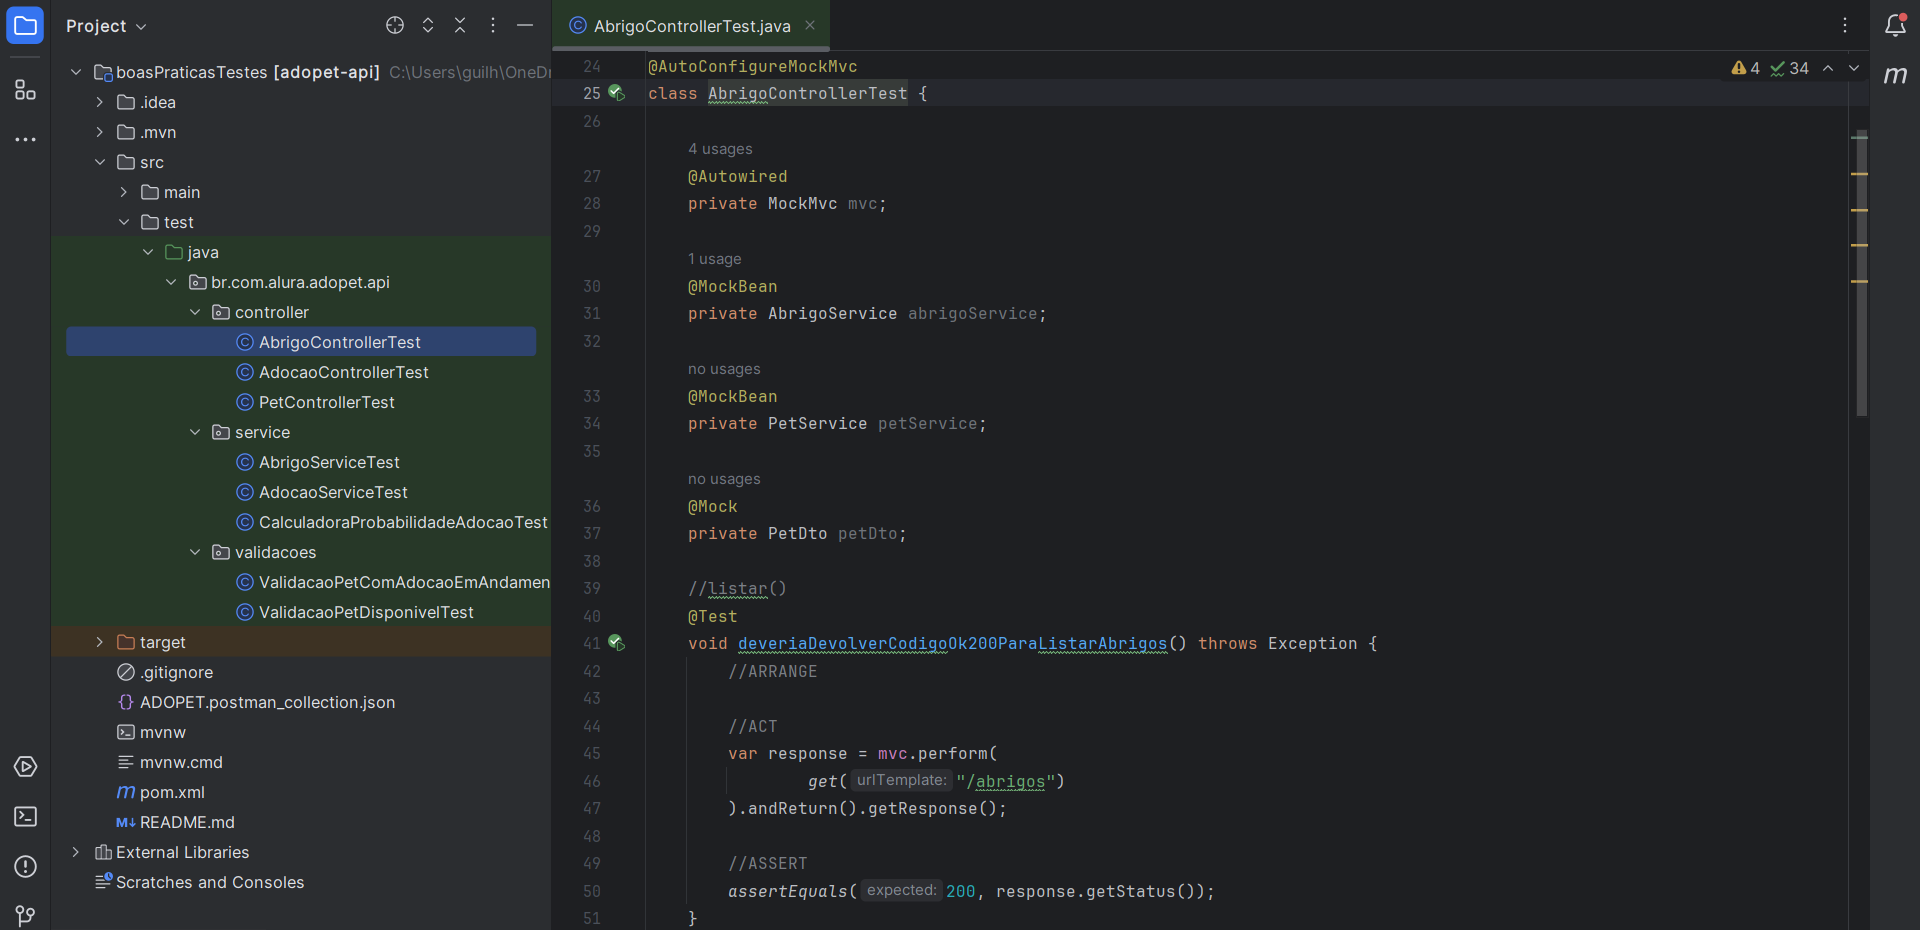 Project
boasPraticasTestes [adopet-api] C:\Users\guilh\OneDr
.idea
.mvn
src
main
test
java
br.com.alura.adopet.api
controller
AbrigoControllerTest
AdocaoControllerTest
PetControllerTest
service
AbrigoServiceTest
AdocaoServiceTest
CalculadoraProbabilidadeAdocaoTest
validacoes
ValidacaoPetComAdocaoEmAndamen
ValidacaoPetDisponivelTest
target
.gitignore
ADOPET.postman_collection.json
mvnw
mvnw.cmd
pom.xml
README.md
External Libraries
Scratches and Consoles
AbrigoControllerTest.java
4 34
24 @AutoConfigureMockMvc
25 class AbrigoControllerTest {
26
4 usages
27 @Autowired
28 private MockMvc mvc;
29
1 usage
30 @MockBean
31 private AbrigoService abrigoService;
32
no usages
33 @MockBean
34 private PetService petService;
35
no usages
36 @Mock
37 private PetDto petDto;
38
39 //listar()
40 @Test
41 void deveriaDevolverCodigoOk200ParaListarAbrigos() throws Exception {
42 //ARRANGE
43
44 //ACT
45 var response = mvc.perform(
46 get( urlTemplate: "/abrigos")
47 ).andReturn().getResponse();
48
49 //ASSERT
50 assertEquals( expected: 200, response.getStatus());
51 }